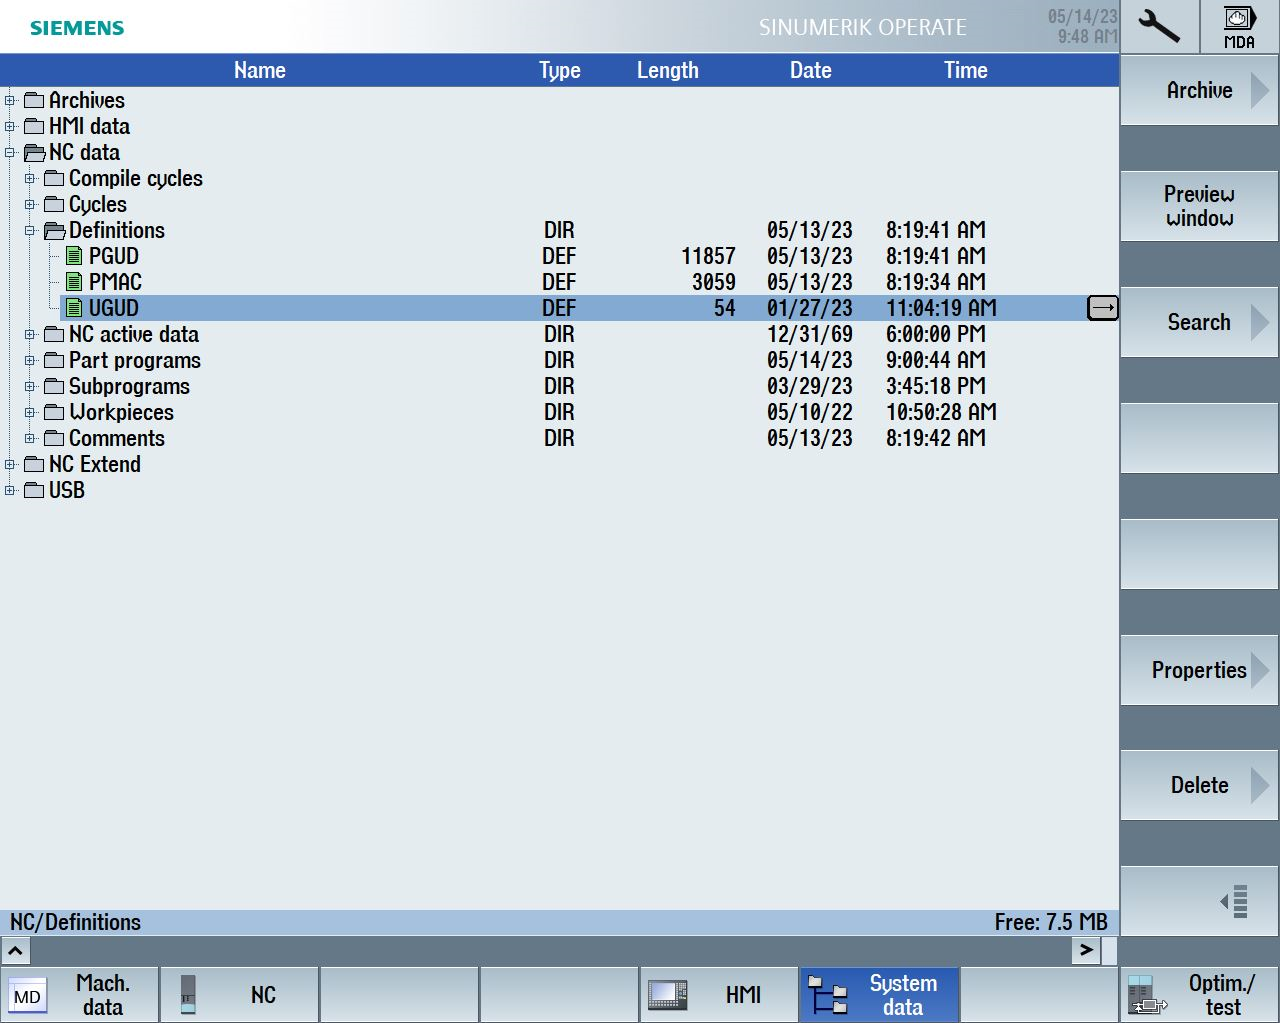 SIEMENS
SINUMERIK OPERATE
05/14/23
9:48 AM
MDA
Name Type Length Date Time
Archives
HMI data
NC data
Compile cycles
Cycles
Definitions DIR 05/13/23 8:19:41 AM
PGUD DEF 11857 05/13/23 8:19:41 AM
PMAC DEF 3059 05/13/23 8:19:34 AM
UGUD DEF 54 01/27/23 11:04:19 AM
NC active data DIR 12/31/69 6:00:00 PM
Part programs DIR 05/14/23 9:00:44 AM
Subprograms DIR 03/29/23 3:45:18 PM
Workpieces DIR 05/10/22 10:50:28 AM
Comments DIR 05/13/23 8:19:42 AM
NC Extend
USB
NC/Definitions Free: 7.5 MB
Archive
Preview
window
Search
Properties
Delete
>
MD Mach.
data
NC
HMI
System
data
Optim./
test